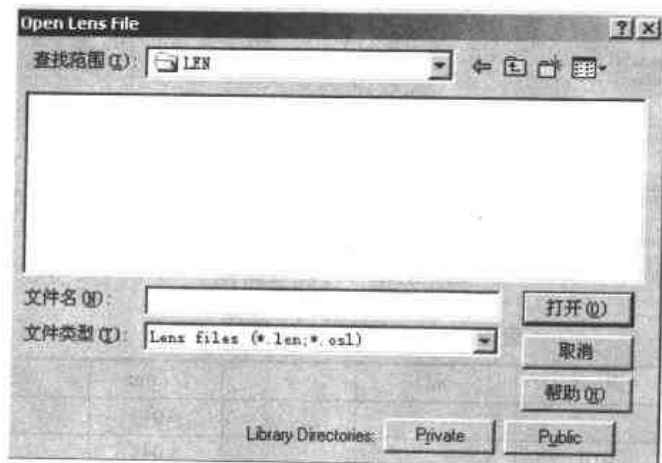 Open Lens File
查找范围(I): LEN
文件名(N): 打开(O)
文件类型(T): Lens files (*.len;*.osl)
取消
帮助(H)
Library Directories: Private Public